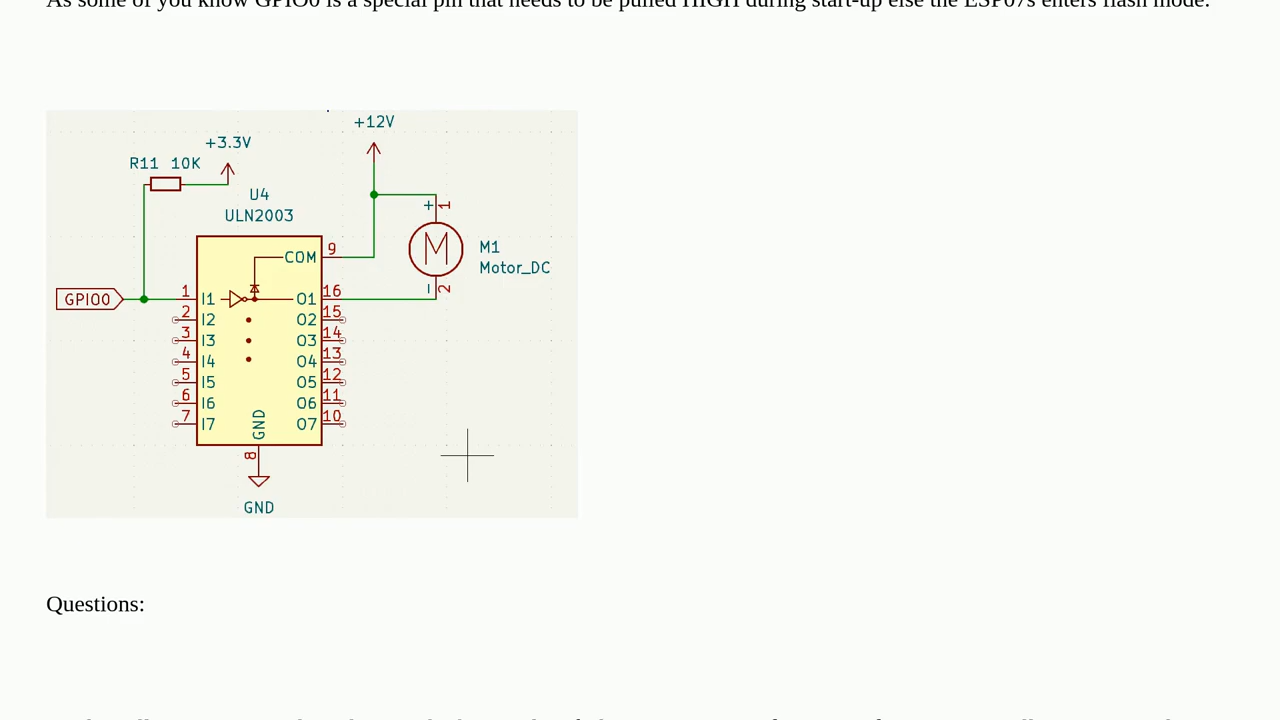 As some of you know GPIO0 is a special pin that needs to be pulled HIGH during start-up else the ESP07s enters flash mode.
+12V
+3.3V
R11 10K
U4
ULN2003
+ 1
COM 9
M
M1
Motor_DC
GPIO0
1 I1 O1 16
- 2
2 I2 O2 15
3 I3 O3 14
4 I4 O4 13
5 I5 O5 12
6 I6 O6 11
7 I7 O7 10
GND
8
GND
Questions: